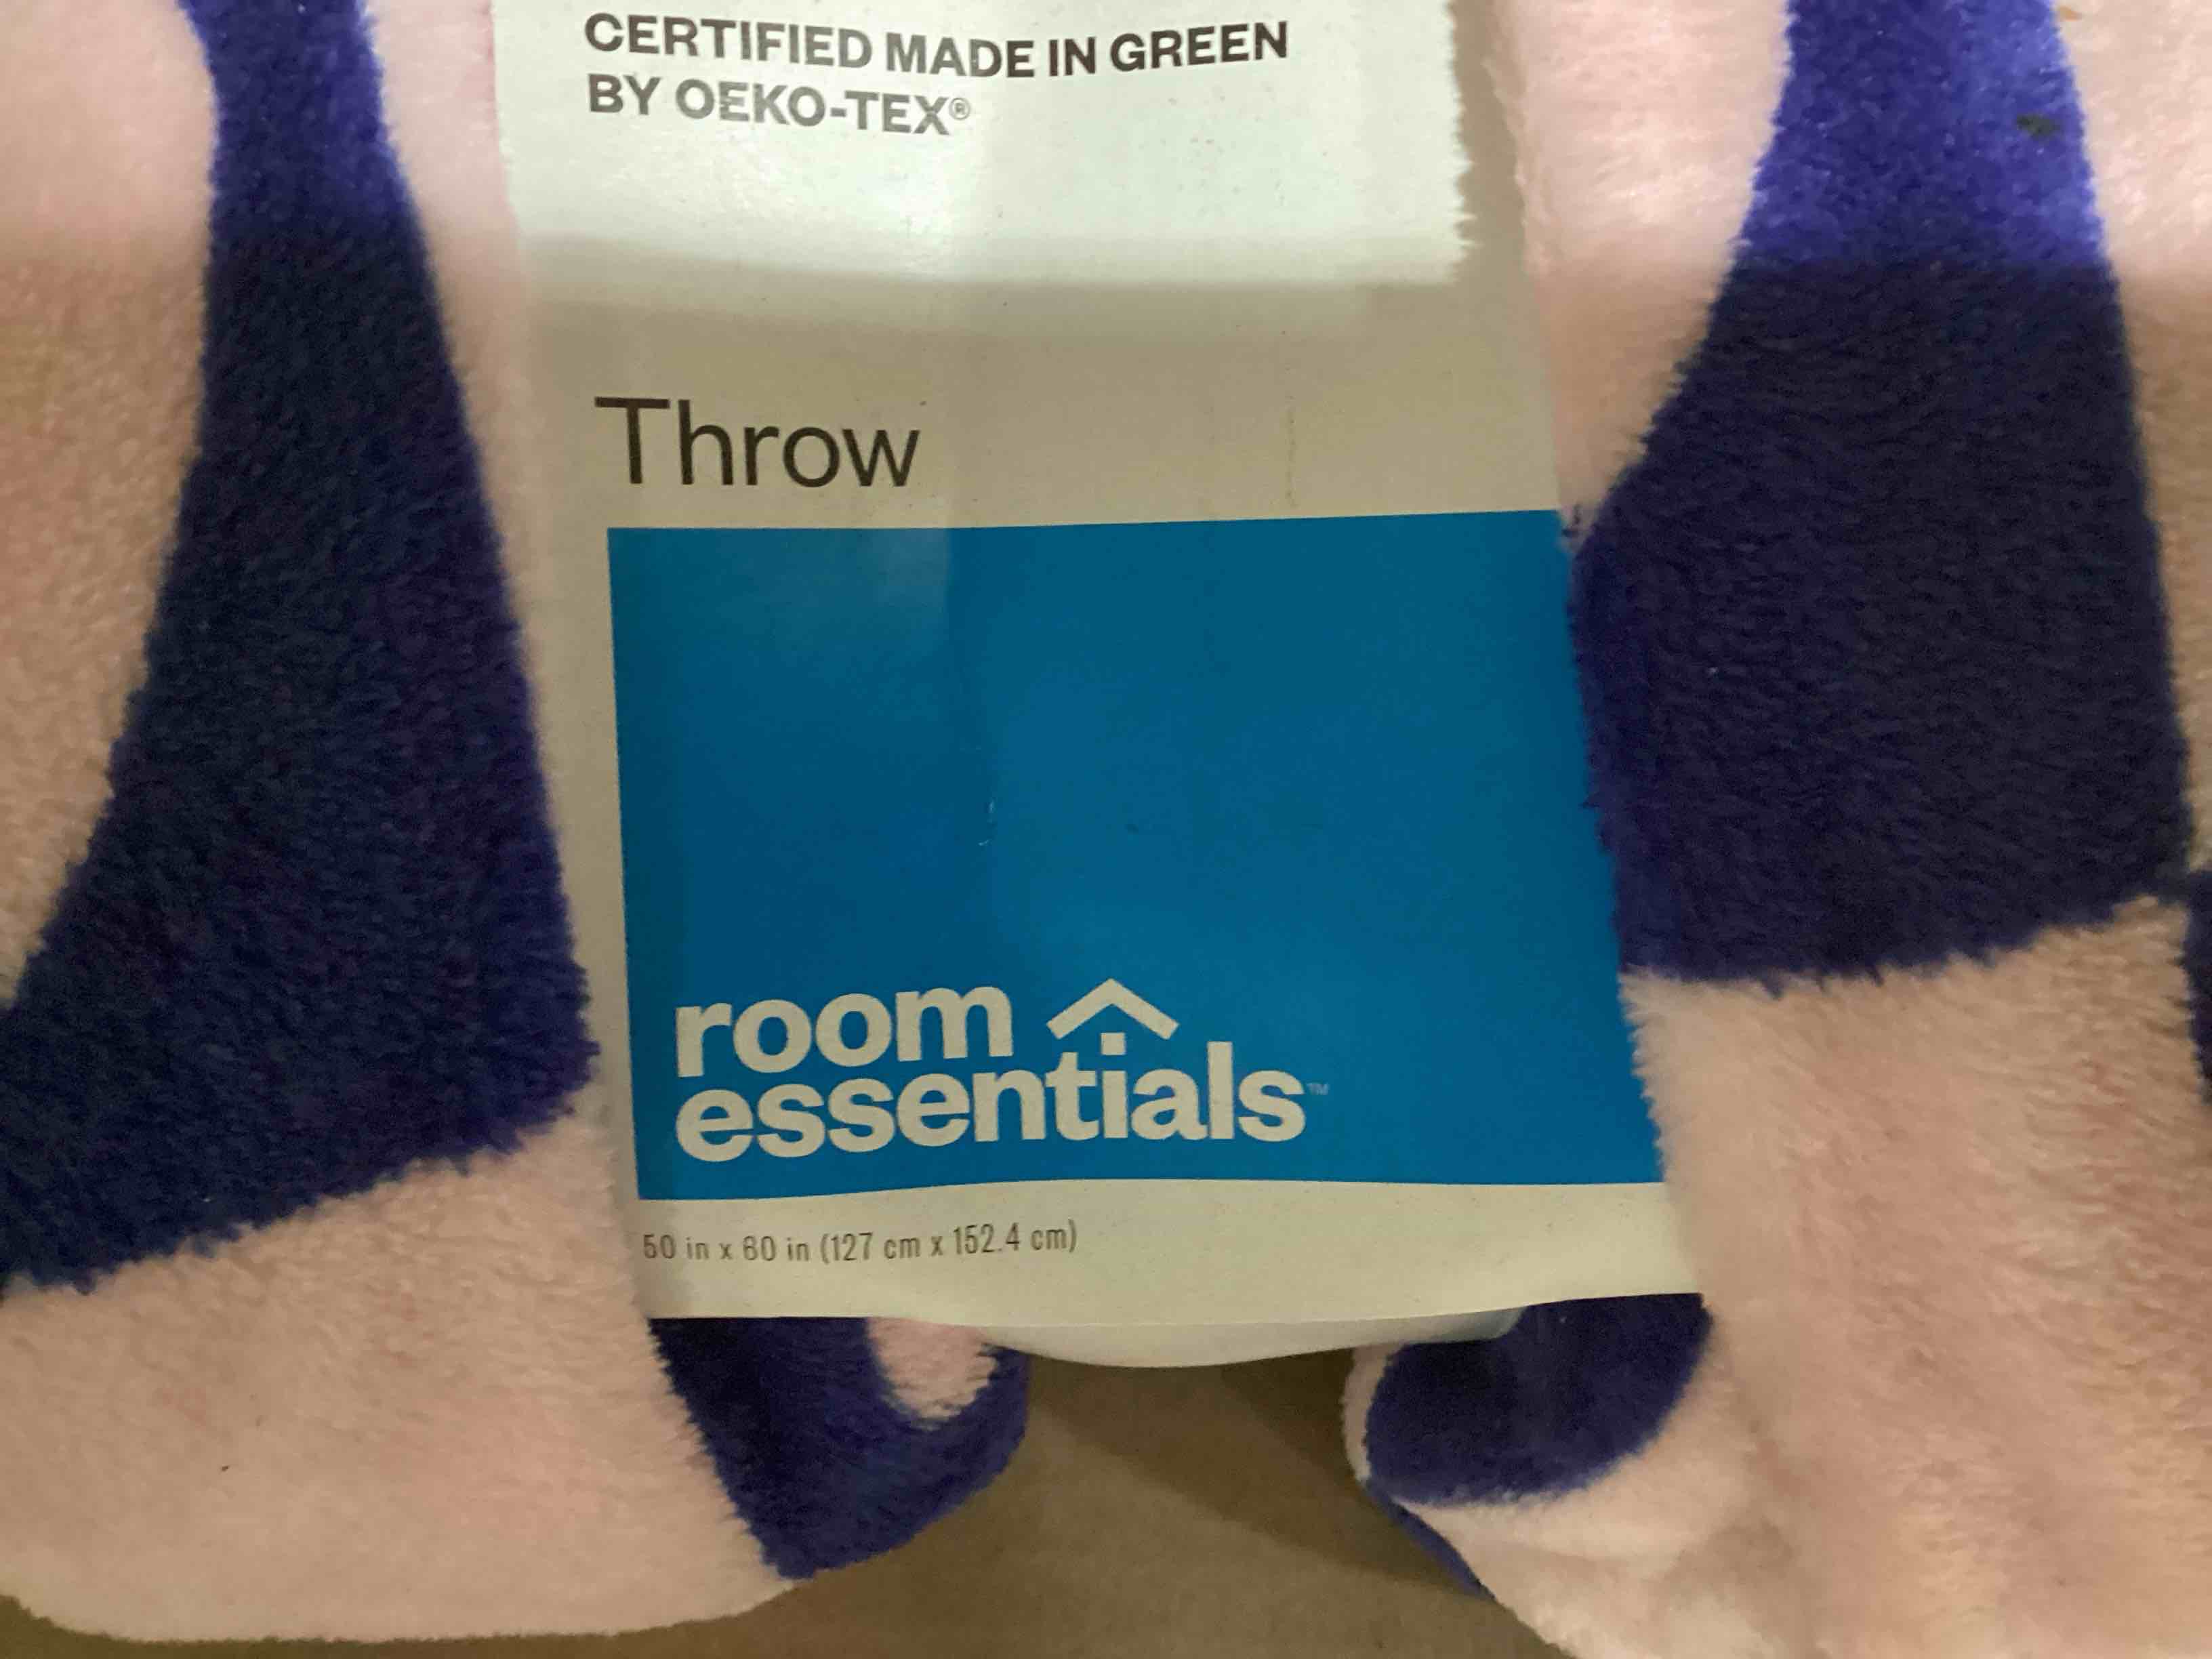 CERTIFIED MADE IN GREEN
BY OEKO-TEX®
Throw
room
essentials™
50 in x 60 in (127 cm x 152.4 cm)